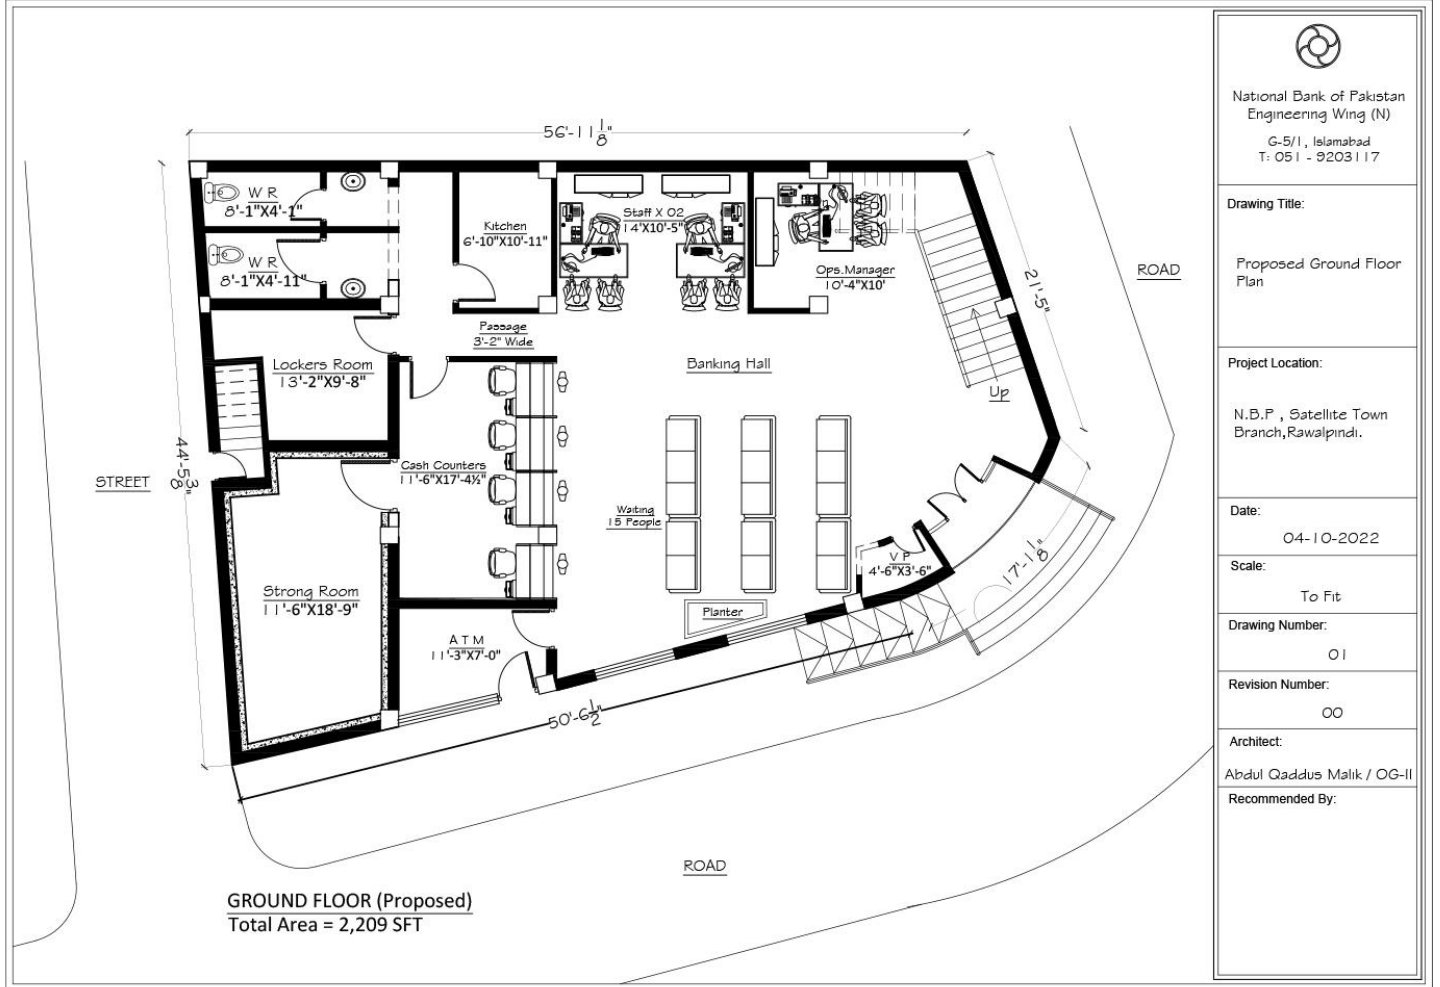 56'-11 1/8"
W R
8'-1"X4'-1"
W R
8'-1"X4'-11"
Kitchen
6'-10"X10'-11"
Staff X 02
14'X10'-5"
Ops.Manager
10'-4"X10'
21'-5"
ROAD
Passage
3'-2" Wide
Lockers Room
13'-2"X9'-8"
Banking Hall
Up
44'-5 3/8"
STREET
Cash Counters
11'-6"X17'-4½"
Waiting
15 People
V P
4'-6"X3'-6"
17'-1 1/8"
Strong Room
11'-6"X18'-9"
Planter
A T M
11'-3"X7'-0"
50'-6 1/2"
ROAD
GROUND FLOOR (Proposed)
Total Area = 2,209 SFT
National Bank of Pakistan
Engineering Wing (N)
G-5/1, Islamabad
T: 051 - 9203117
Drawing Title:
Proposed Ground Floor
Plan
Project Location:
N.B.P , Satellite Town
Branch,Rawalpindi.
Date:
04-10-2022
Scale:
To Fit
Drawing Number:
01
Revision Number:
00
Architect:
Abdul Qaddus Malik / OG-II
Recommended By: